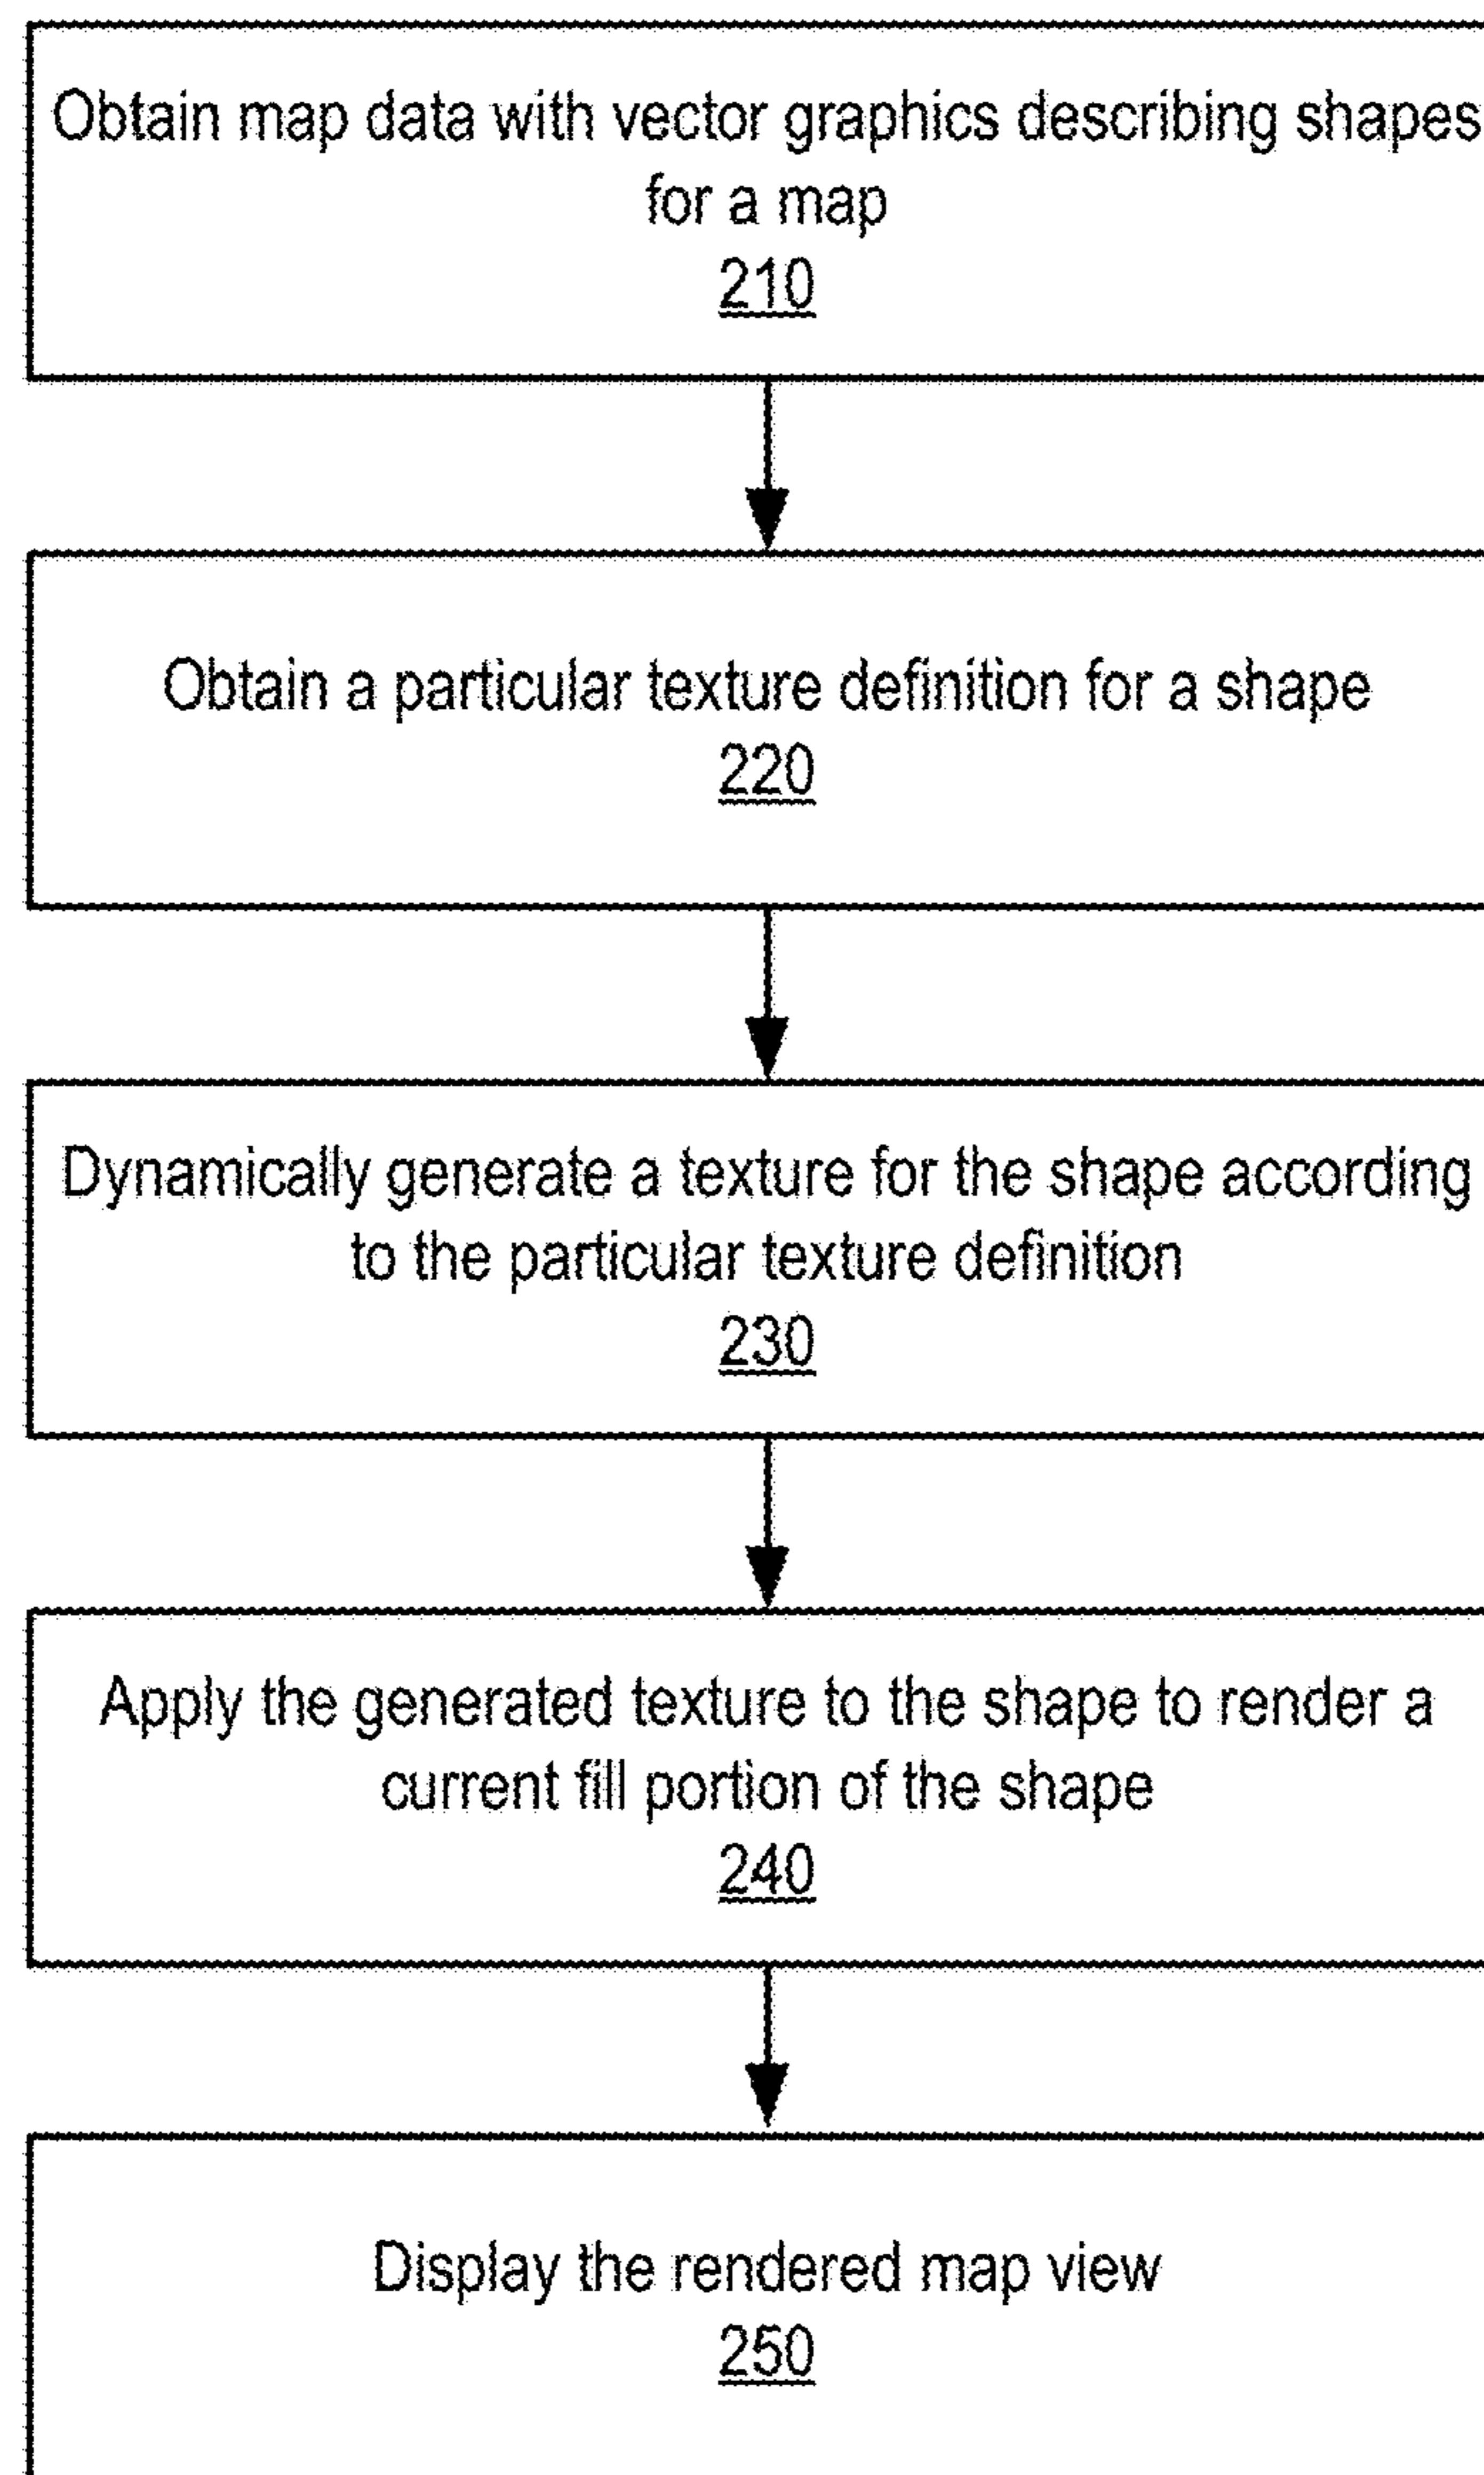 Obtain map data with vector graphics describing shapes
for a map
210
Obtain a particular texture definition for a shape
220
Dynamically generate a texture for the shape according
to the particular texture definition
230
Apply the generated texture to the shape to render a
current fill portion of the shape
240
Display the rendered map view
250